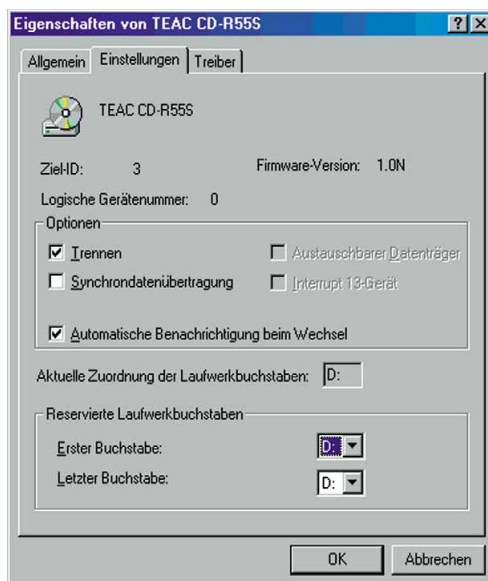 Eigenschaften von TEAC CD-R55S
Allgemein Einstellungen Treiber
TEAC CD-R55S
Ziel-ID: 3 Firmware-Version: 1.0N
Logische Gerätenummer: 0
Optionen
Trennen Austauschbarer Datenträger
Synchrondatenübertragung Interrupt 13-Gerät
Automatische Benachrichtigung beim Wechsel
Aktuelle Zuordnung der Laufwerkbuchstaben: D:
Reservierte Laufwerkbuchstaben
Erster Buchstabe: D:
Letzter Buchstabe: D:
OK Abbrechen